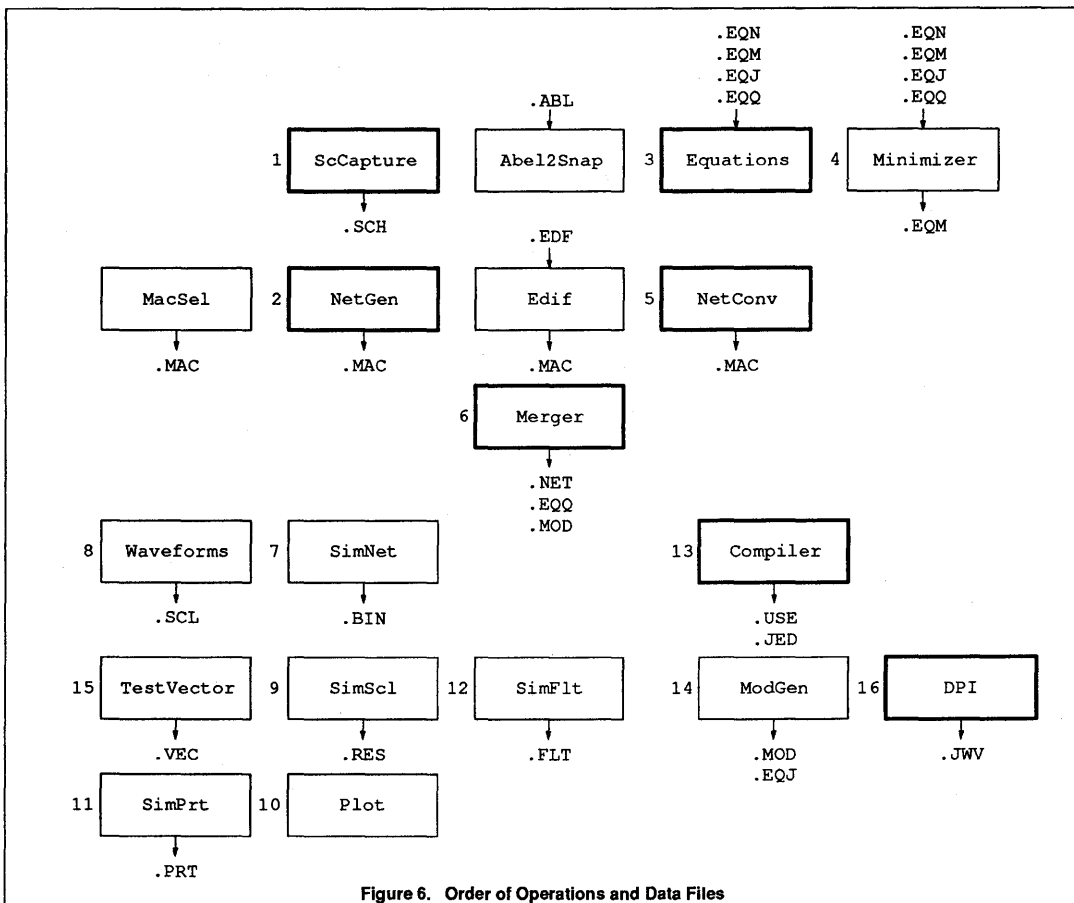 .EQN .EQN
.EQM .EQM
.EQJ .EQJ
.ABL .EQQ .EQQ
1 ScCapture Abel2Snap 3 Equations 4 Minimizer
.SCH .EDF .EQM
MacSel 2 NetGen Edif 5 NetConv
.MAC .MAC .MAC .MAC
6 Merger
.NET
.EQQ
.MOD
8 Waveforms 7 SimNet 13 Compiler
.SCL .BIN .USE
.JED
15 TestVector 9 SimScl 12 SimFlt 14 ModGen 16 DPI
.VEC .RES .FLT .MOD .JWV
.EQJ
11 SimPrt 10 Plot
.PRT
Figure 6. Order of Operations and Data Files